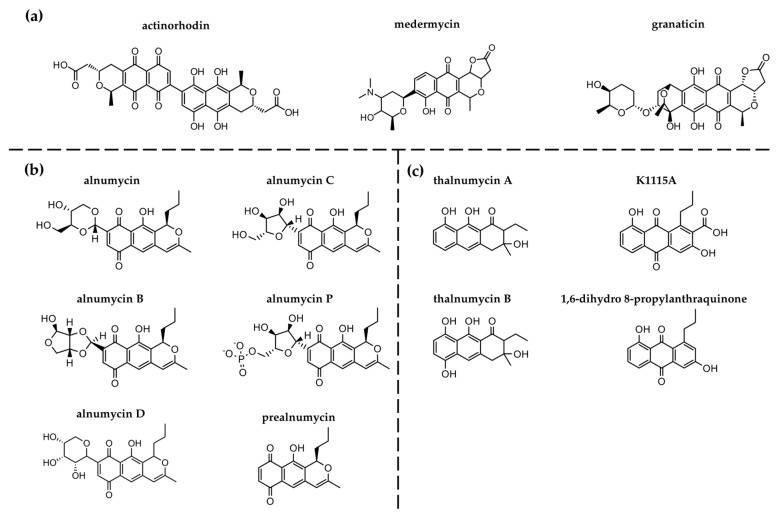 (a)
actinorhodin
medermycin
granaticin
(b)
alnumycin
alnumycin C
(c)
thalnumycin A
K1115A
alnumycin B
alnumycin P
thalnumycin B
1,6-dihydro 8-propylanthraquinone
alnumycin D
prealnumycin